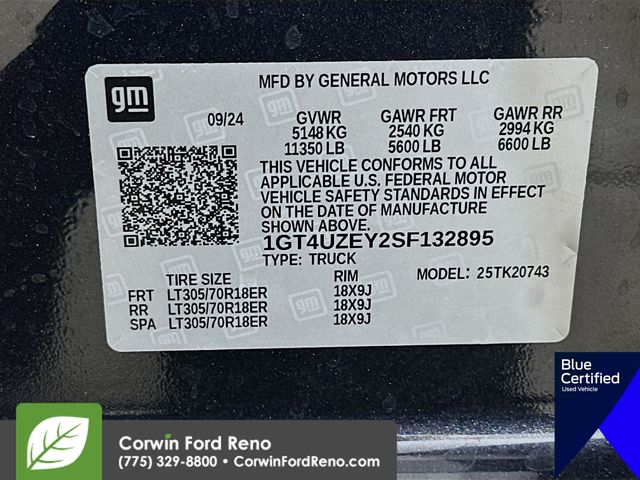 gm
MFD BY GENERAL MOTORS LLC
09/24 GVWR GAWR FRT GAWR RR
5148 KG 2540 KG 2994 KG
11350 LB 5600 LB 6600 LB
THIS VEHICLE CONFORMS TO ALL
APPLICABLE U.S. FEDERAL MOTOR
VEHICLE SAFETY STANDARDS IN EFFECT
ON THE DATE OF MANUFACTURE
SHOWN ABOVE.
1GT4UZEY2SF132895
TYPE: TRUCK MODEL: 25TK20743
TIRE SIZE RIM
FRT LT305/70R18ER 18X9J
RR LT305/70R18ER 18X9J
SPA LT305/70R18ER 18X9J
Blue
Certified
Used Vehicle
Corwin Ford Reno
(775) 329-8800 • CorwinFordReno.com